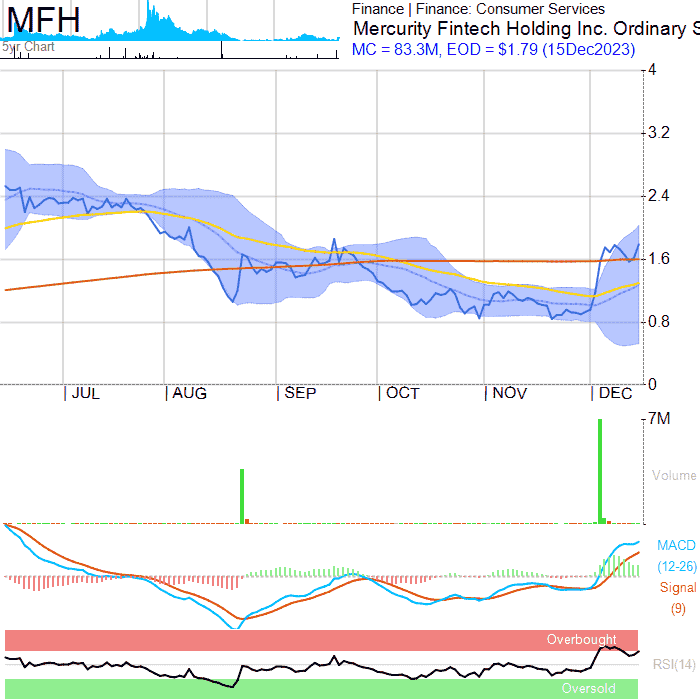 MFH
5yr Chart
Finance | Finance: Consumer Services
Mercurity Fintech Holding Inc. Ordinary S
MC = 83.3M, EOD = $1.79 (15Dec2023)
4
3.2
2.4
1.6
0.8
0
JUL AUG SEP OCT NOV DEC
7M
Volume
MACD
(12-26)
Signal
(9)
Overbought
RSI(14)
Oversold